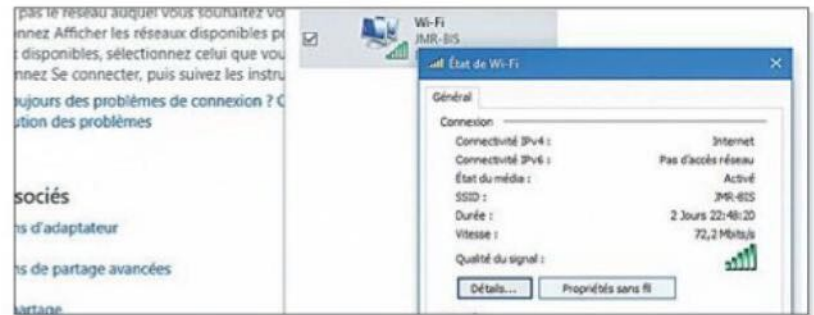 pas le réseau auquel vous souhaitez vo
nnez Afficher les réseaux disponibles po
disponibles, sélectionnez celui que vou
nnez Se connecter, puis suivez les instru
oujours des problèmes de connexion ? C
ution des problèmes
sociés
ns d'adaptateur
ns de partage avancées
partage
Wi-Fi
JMR-BIS
État de Wi-Fi
Général
Connexion
Connectivité IPv4 : Internet
Connectivité IPv6 : Pas d'accès réseau
État du média : Activé
SSID : JMR-BIS
Durée : 2 Jours 22:48:20
Vitesse : 72,2 Mbits/s
Qualité du signal :
Détails... Propriétés sans fil